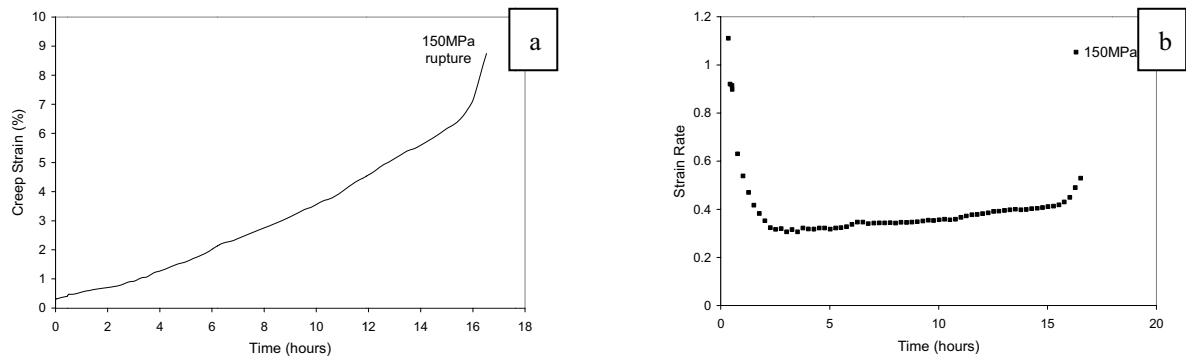 10
9
8
7
6
5
4
3
2
1
0
Creep Strain (%)
150MPa
rupture
a
0 2 4 6 8 10 12 14 16 18
Time (hours)
1.2
1
0.8
0.6
0.4
0.2
0
Strain Rate
150MPa
b
0 5 10 15 20
Time (hours)